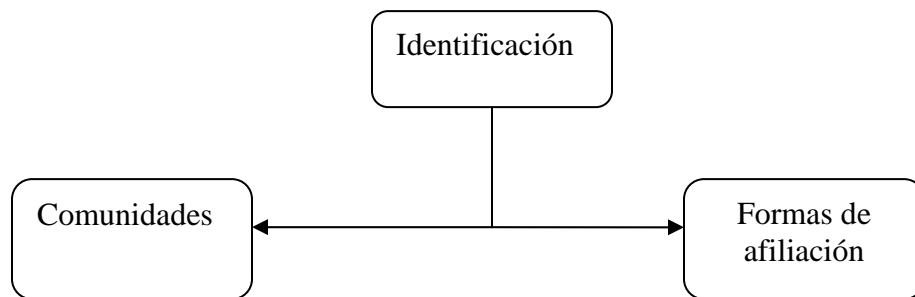 Identificación
Comunidades
Formas de
afiliación